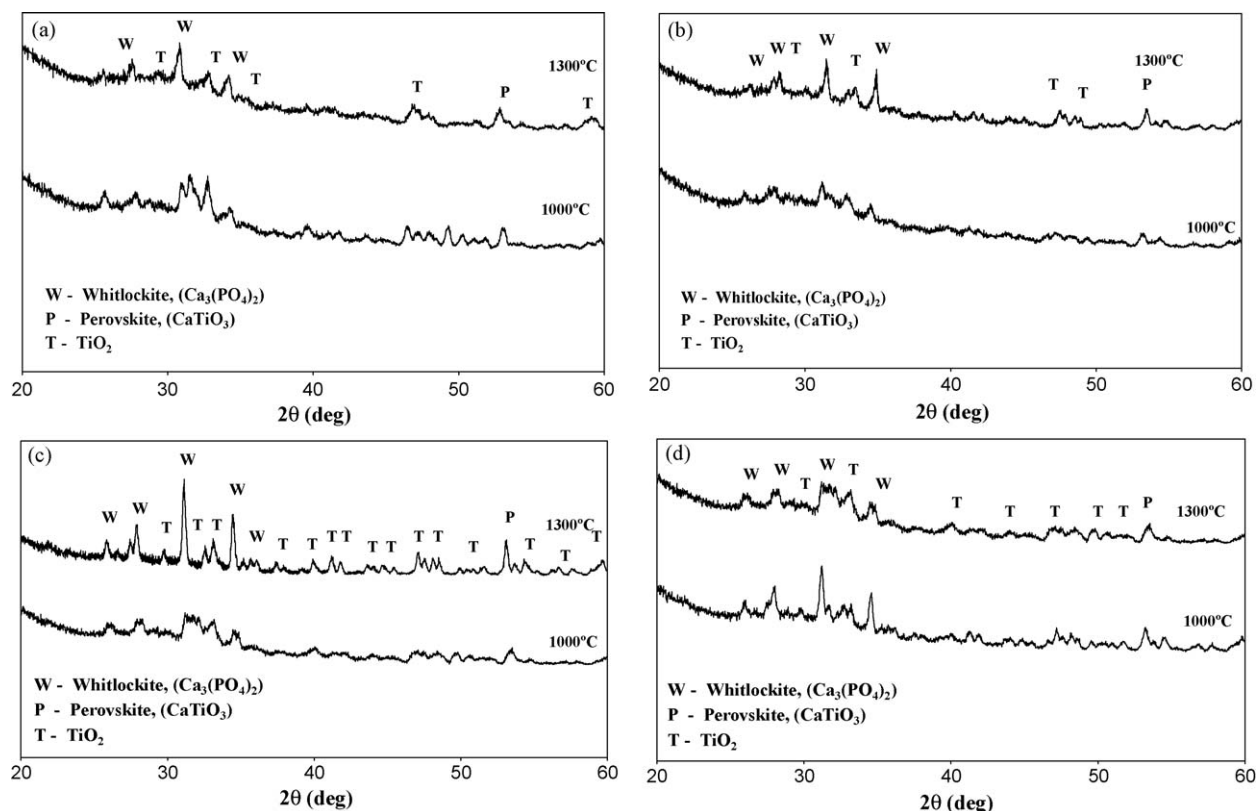 (a)
W
T
W
T
W
T
1300ºC
T
P
T
1000ºC
W - Whitlockite, (Ca₃(PO₄)₂)
P - Perovskite, (CaTiO₃)
T - TiO₂
20 30 40 50 60
2θ (deg)
(b)
W
W
T
W
T
W
T
T
1300ºC
P
1000ºC
W - Whitlockite, (Ca₃(PO₄)₂)
P - Perovskite, (CaTiO₃)
T - TiO₂
20 30 40 50 60
2θ (deg)
(c)
W
W
T
W
T
T
W
W
T
T
T T
T T
T T
T
P
T
T
T
1300ºC
1000ºC
W - Whitlockite, (Ca₃(PO₄)₂)
P - Perovskite, (CaTiO₃)
T - TiO₂
20 30 40 50 60
2θ (deg)
(d)
W
W
T
W
T
W
T
T
T
T
T
P
1300ºC
1000ºC
W - Whitlockite, (Ca₃(PO₄)₂)
P - Perovskite, (CaTiO₃)
T - TiO₂
20 30 40 50 60
2θ (deg)